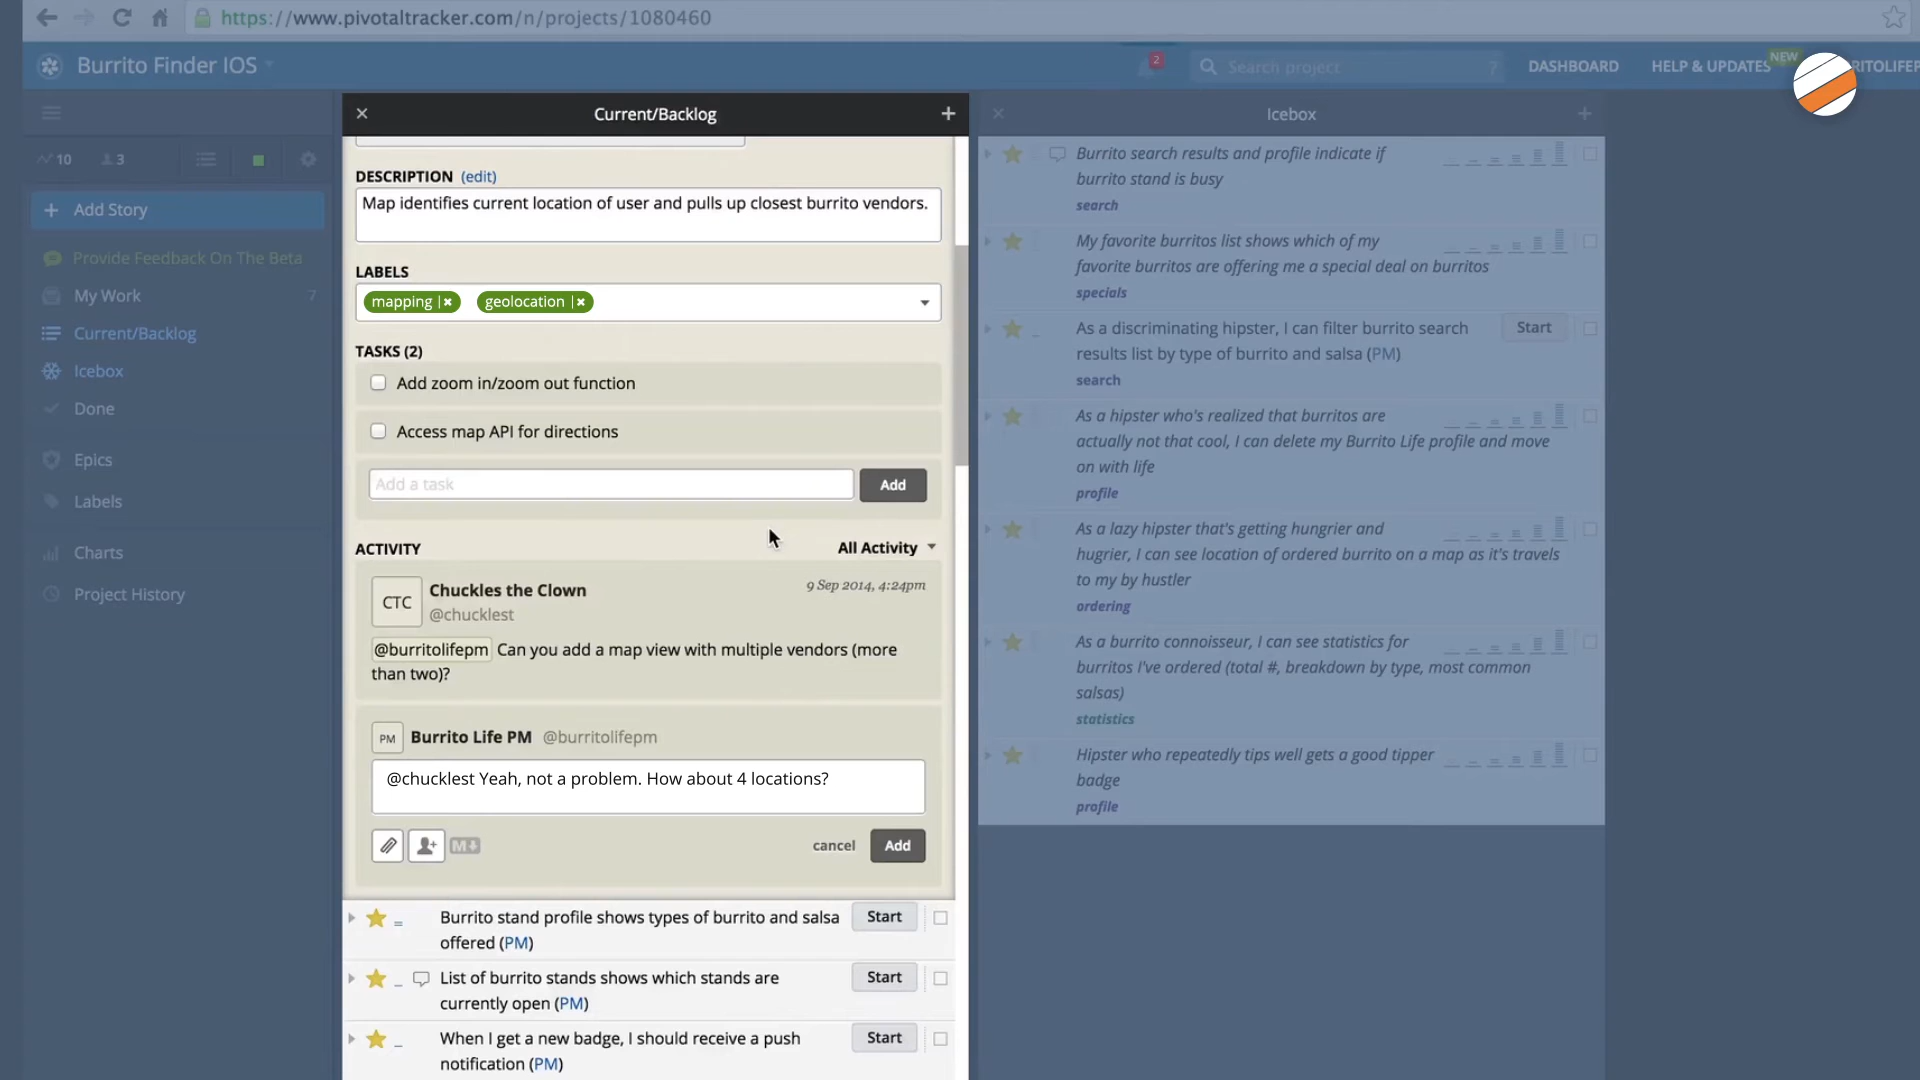 https://www.pivotaltracker.com/n/projects/1080460
Burrito Finder IOS
2
Search project
?
DASHBOARD
HELP & UPDATES
NEW
10
3
Add Story
Provide Feedback On The Beta
My Work
7
Current/Backlog
Icebox
Done
Epics
Labels
Charts
Project History
Current/Backlog
DESCRIPTION (edit)
Map identifies current location of user and pulls up closest burrito vendors.
LABELS
mapping
geolocation
TASKS (2)
Add zoom in/zoom out function
Access map API for directions
Add a task
Add
ACTIVITY
All Activity
CTC
Chuckles the Clown
9 Sep 2014, 4:24pm
@chucklest
@burritolifepm Can you add a map view with multiple vendors (more
than two)?
PM
Burrito Life PM @burritolifepm
@chucklest Yeah, not a problem. How about 4 locations?
M
cancel
Add
Burrito stand profile shows types of burrito and salsa
offered (PM)
Start
List of burrito stands shows which stands are
currently open (PM)
Start
When I get a new badge, I should receive a push
notification (PM)
Start
Icebox
Burrito search results and profile indicate if
burrito stand is busy
search
My favorite burritos list shows which of my
favorite burritos are offering me a special deal on burritos
specials
As a discriminating hipster, I can filter burrito search
results list by type of burrito and salsa (PM)
Start
search
As a hipster who's realized that burritos are
actually not that cool, I can delete my Burrito Life profile and move
on with life
profile
As a lazy hipster that's getting hungrier and
hugrier, I can see location of ordered burrito on a map as it's travels
to my by hustler
ordering
As a burrito connoisseur, I can see statistics for
burritos I've ordered (total #, breakdown by type, most common
salsas)
statistics
Hipster who repeatedly tips well gets a good tipper
badge
profile